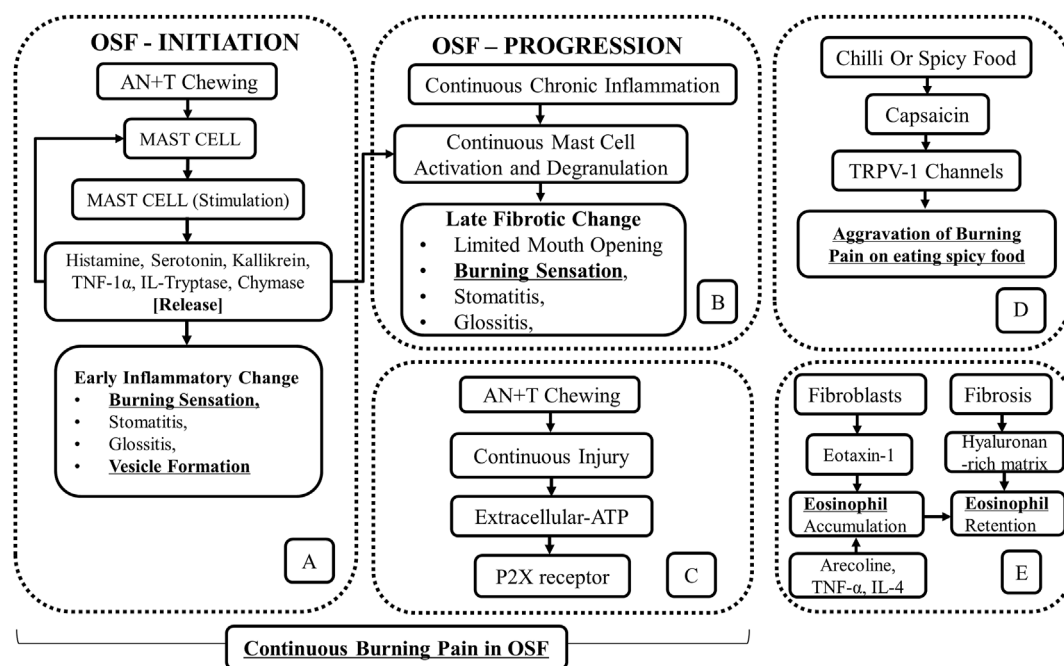 OSF - INITIATION
AN+T Chewing
MAST CELL
MAST CELL (Stimulation)
Histamine, Serotonin, Kallikrein,
TNF-1α, IL-Tryptase, Chymase
[Release]
Early Inflammatory Change
• Burning Sensation,
• Stomatitis,
• Glossitis,
• Vesicle Formation
A
OSF – PROGRESSION
Continuous Chronic Inflammation
Continuous Mast Cell
Activation and Degranulation
Late Fibrotic Change
• Limited Mouth Opening
• Burning Sensation,
• Stomatitis,
• Glossitis,
B
AN+T Chewing
Continuous Injury
Extracellular-ATP
P2X receptor
C
Chilli Or Spicy Food
Capsaicin
TRPV-1 Channels
Aggravation of Burning
Pain on eating spicy food
D
Fibroblasts
Eotaxin-1
Eosinophil
Accumulation
Arecoline,
TNF-α, IL-4
Fibrosis
Hyaluronan
-rich matrix
Eosinophil
Retention
E
Continuous Burning Pain in OSF